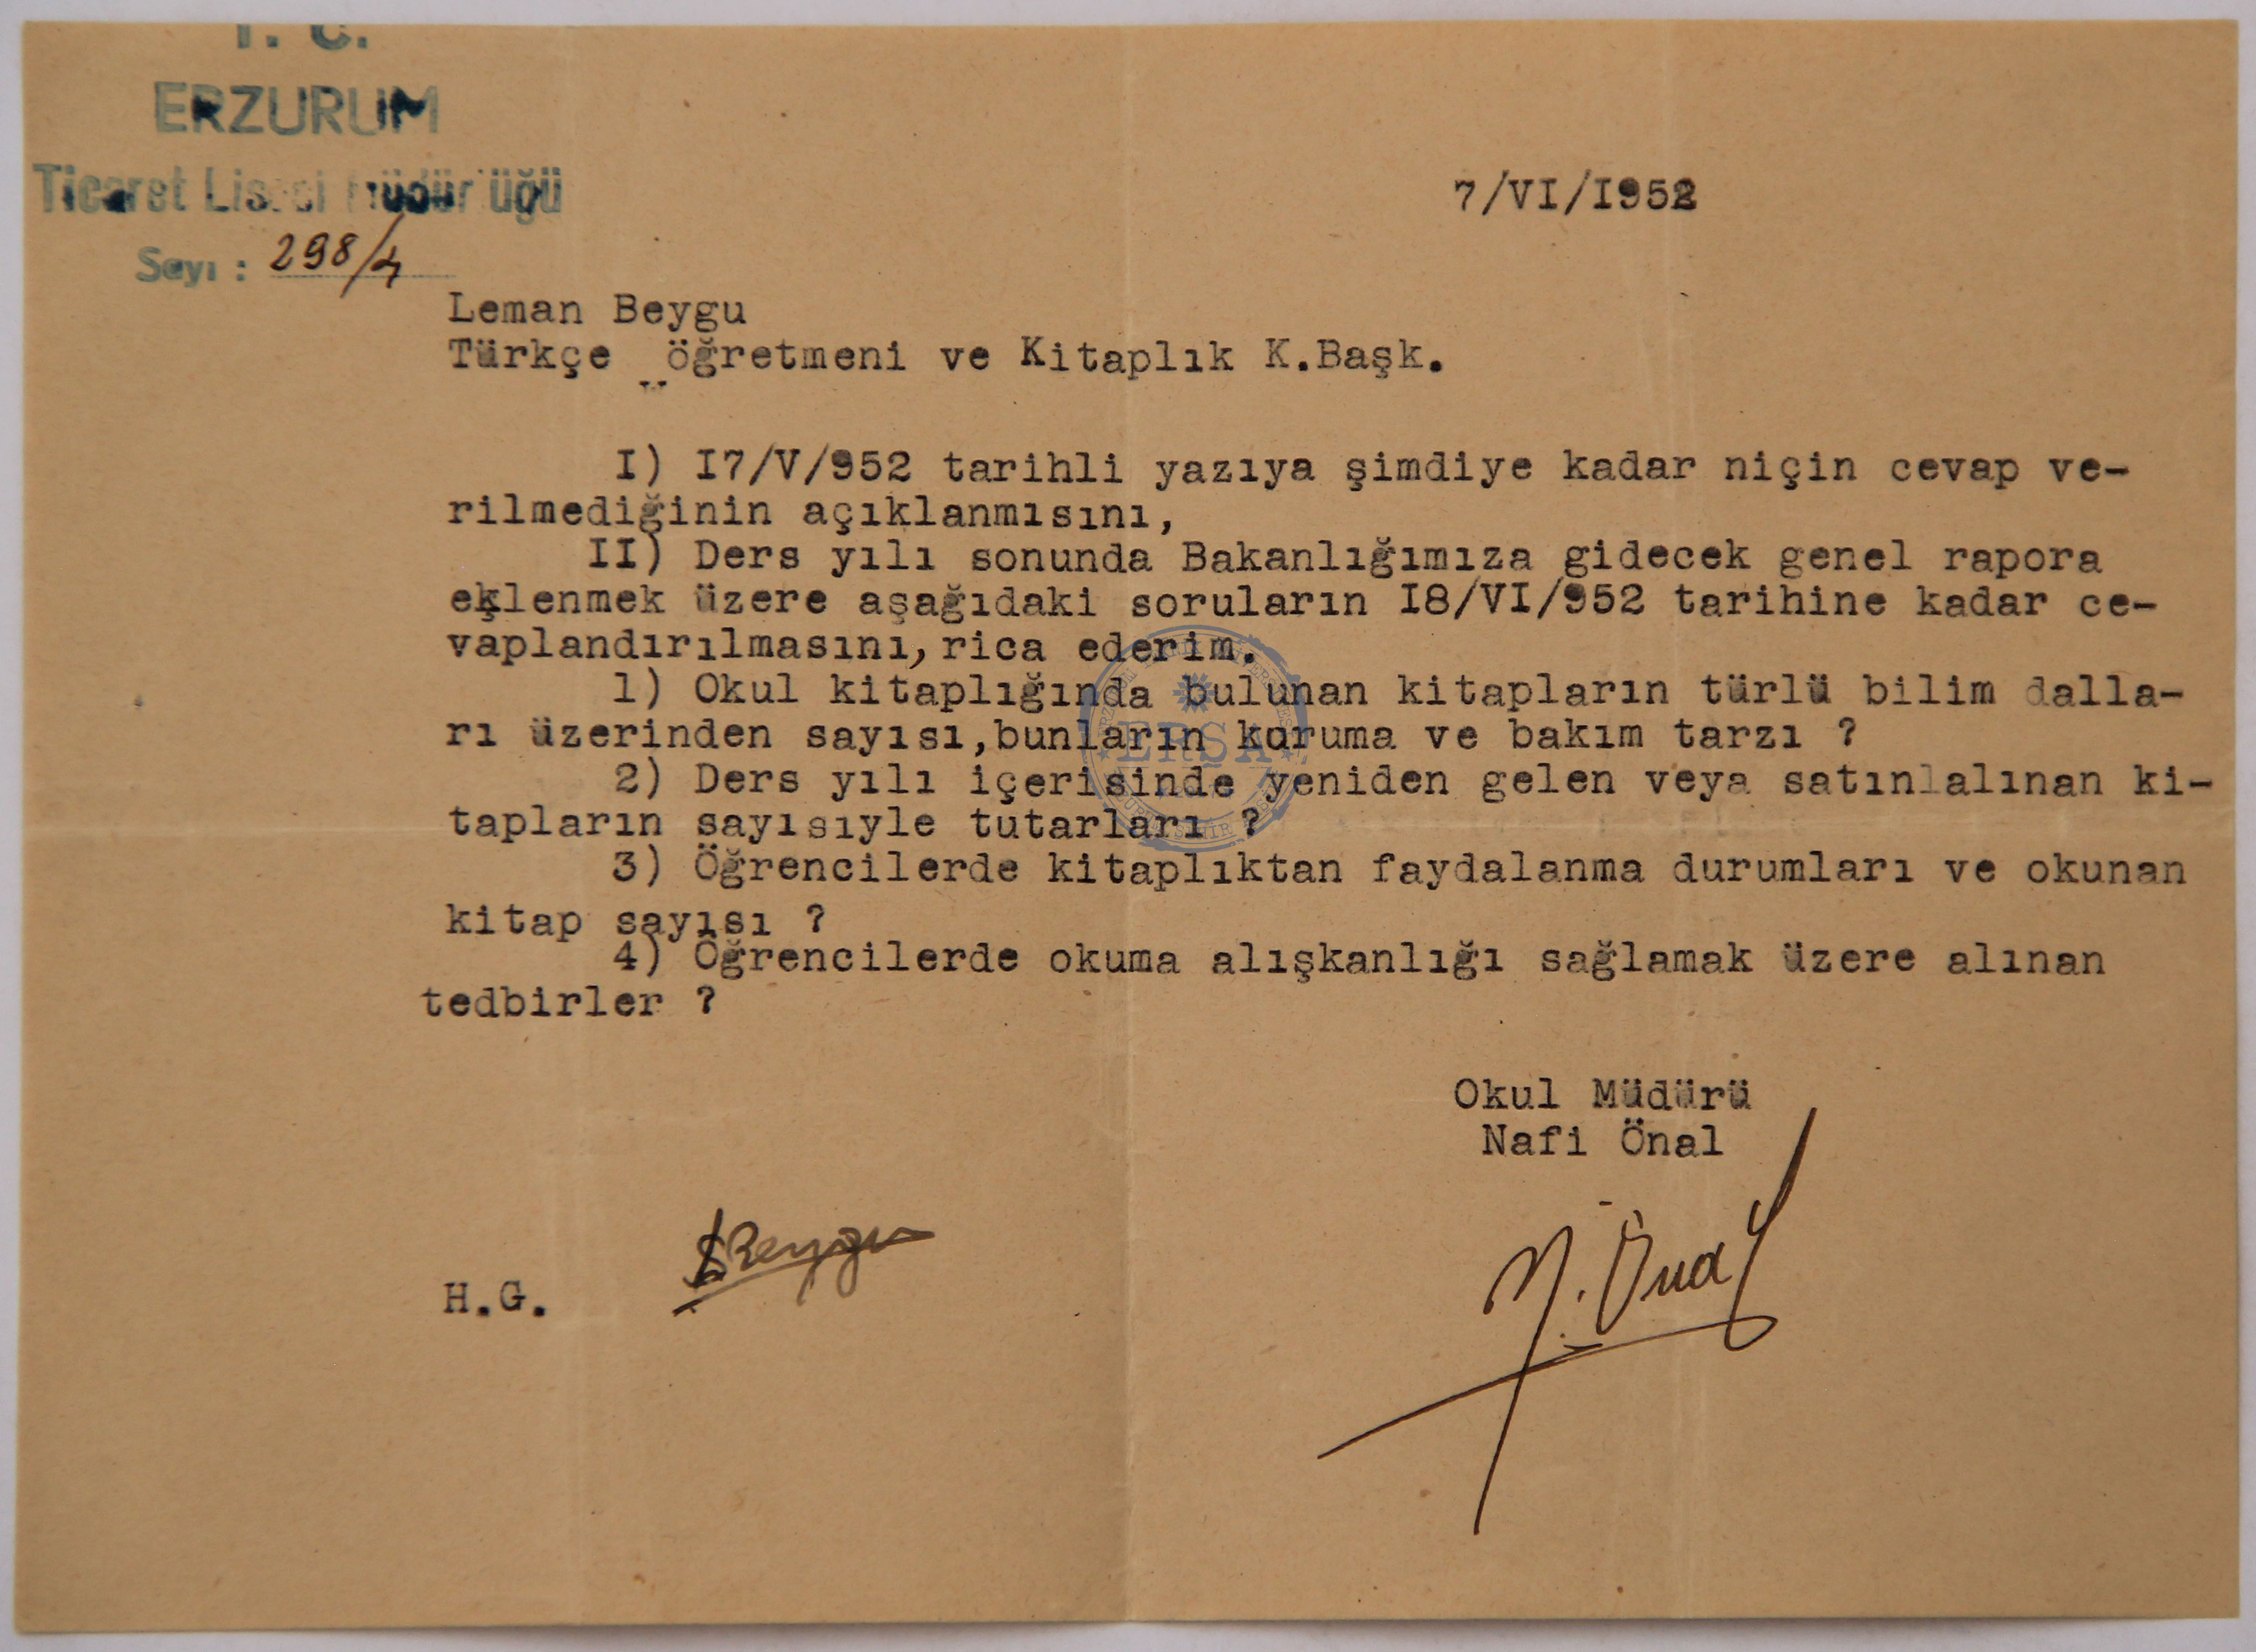 T. C.
ERZURUM
Ticaret Lisesi Müdürlüğü
Sayı : 298/4
7/VI/I952
Leman Beygu
Türkçe öğretmeni ve Kitaplık K.Başk.
I) I7/V/952 tarihli yazıya şimdiye kadar niçin cevap ve-
rilmediğinin açıklanmısını,
II) Ders yılı sonunda Bakanlığımıza gidecek genel rapora
eklenmek üzere aşağıdaki soruların I8/VI/952 tarihine kadar ce-
vaplandırılmasını,rica ederim.
1) Okul kitaplığında bulunan kitapların türlü bilim dalla-
rı üzerinden sayısı,bunların koruma ve bakım tarzı ?
2) Ders yılı içerisinde yeniden gelen veya satınlalınan ki-
tapların sayısıyle tutarları ?
3) Öğrencilerde kitaplıktan faydalanma durumları ve okunan
kitap sayısı ?
4) Öğrencilerde okuma alışkanlığı sağlamak üzere alınan
tedbirler ?
Okul Müdürü
Nafi Önal
N. Önal
Beygu
H.G.
ERŞA